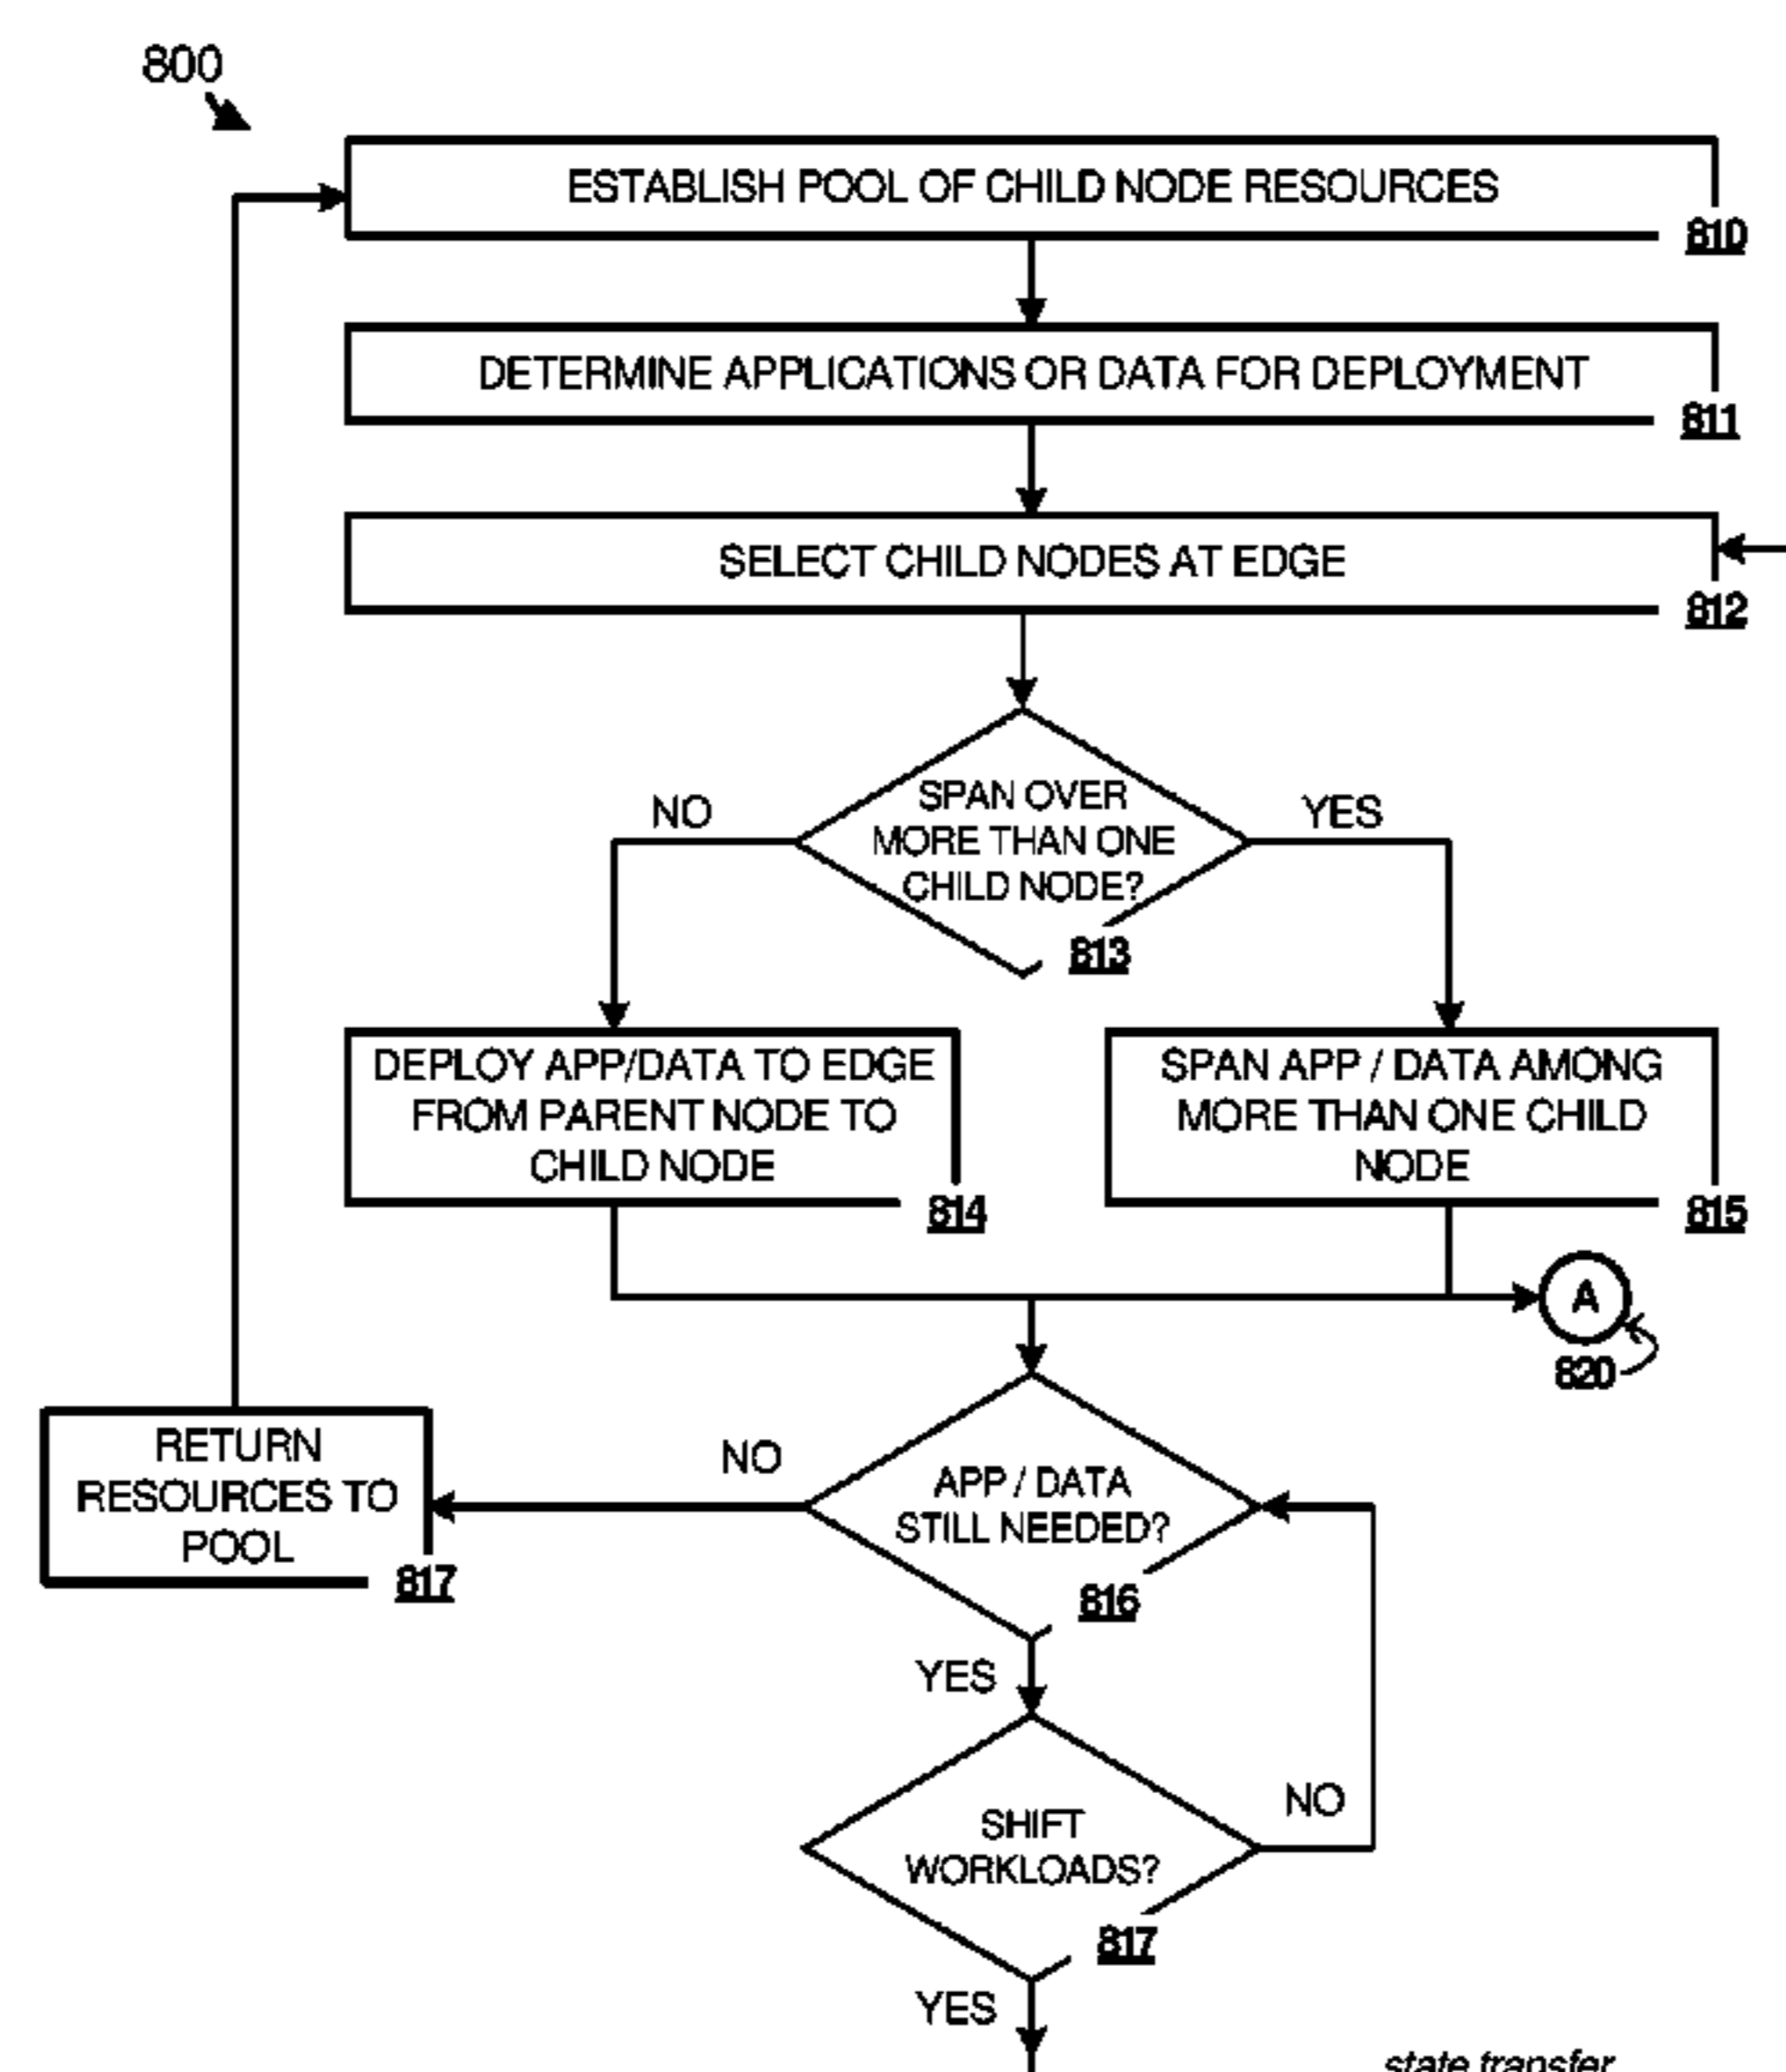 800
ESTABLISH POOL OF CHILD NODE RESOURCES
810
DETERMINE APPLICATIONS OR DATA FOR DEPLOYMENT
811
SELECT CHILD NODES AT EDGE
812
SPAN OVER
MORE THAN ONE
CHILD NODE?
813
NO
YES
DEPLOY APP/DATA TO EDGE
FROM PARENT NODE TO
CHILD NODE
814
SPAN APP / DATA AMONG
MORE THAN ONE CHILD
NODE
815
A
820
RETURN
RESOURCES TO
POOL
817
NO
APP / DATA
STILL NEEDED?
816
YES
SHIFT
WORKLOADS?
817
NO
YES
state transfer